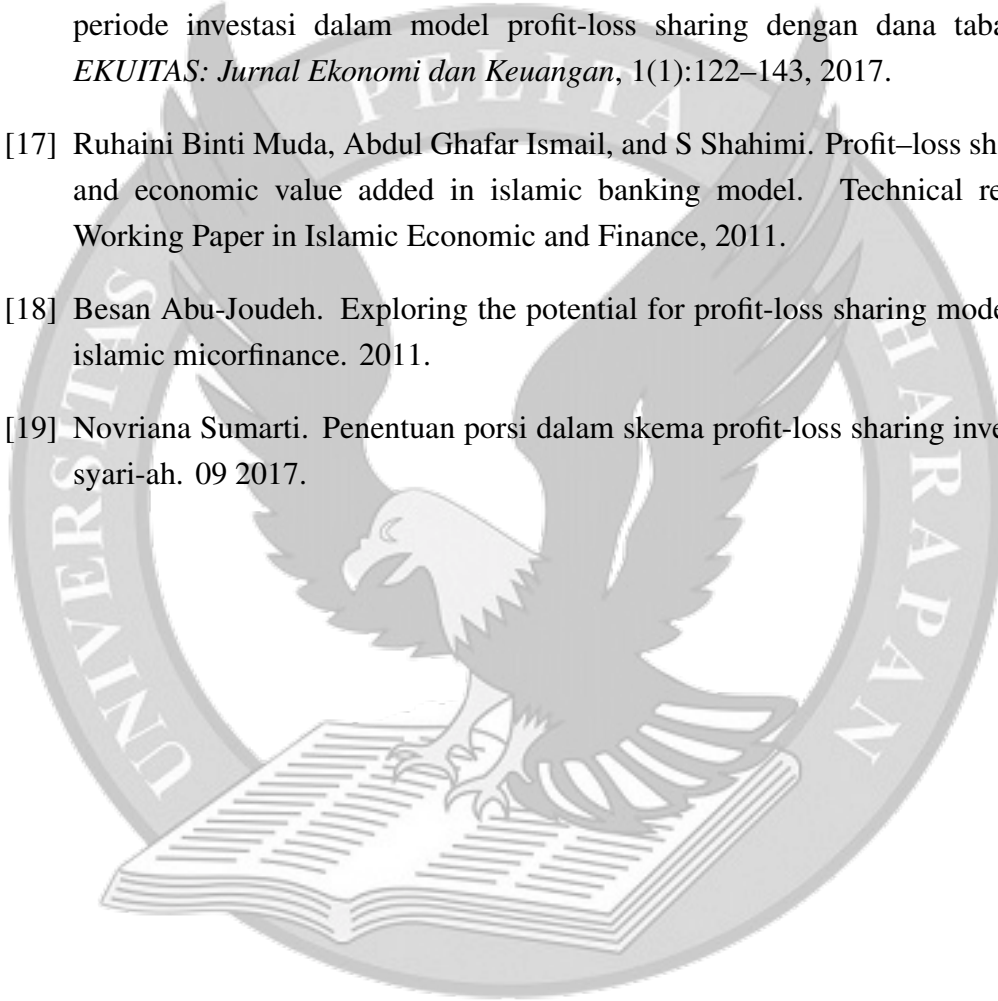 periode investasi dalam model profit-loss sharing dengan dana taba
EKUITAS: Jurnal Ekonomi dan Keuangan, 1(1):122–143, 2017.
[17] Ruhaini Binti Muda, Abdul Ghafar Ismail, and S Shahimi. Profit–loss sh
and economic value added in islamic banking model. Technical re
Working Paper in Islamic Economic and Finance, 2011.
[18] Besan Abu-Joudeh. Exploring the potential for profit-loss sharing mode
islamic micorfinance. 2011.
[19] Novriana Sumarti. Penentuan porsi dalam skema profit-loss sharing inve
syari-ah. 09 2017.
UNIVERSITAS PELITA HARAPAN